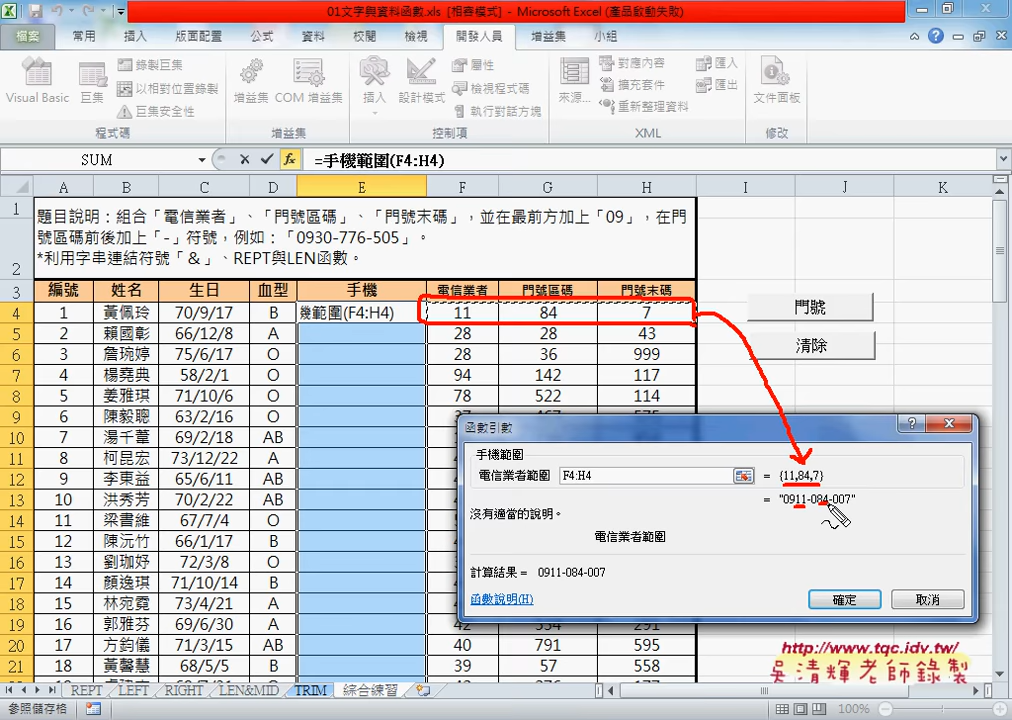 01文字與資料函數.xls [相容模式] - Microsoft Excel (產品啟動失敗)
檔案 常用 插入 版面配置 公式 資料 校閱 檢視 開發人員 增益集 小組
Visual Basic 巨集 錄製巨集 以相對位置錄製 巨集安全性 增益集 COM 增益集 插入 設計模式 屬性 檢視程式碼 執行對話方塊 來源... 對應內容 擴充套件 重新整理資料 匯入 匯出 文件面板
程式碼 增益集 控制項 XML 修改
SUM fx =手機範圍(F4:H4)
A B C D E F G H I J K
1 題目說明：組合「電信業者」、「門號區碼」、「門號末碼」，並在最前方加上「09」，在門
號區碼前後加上「-」符號，例如：「0930-776-505」。
2 *利用字串連結符號「＆」、REPT與LEN函數。
3 編號 姓名 生日 血型 手機 電信業者 門號區碼 門號末碼
4 1 黃佩玲 70/9/17 B 幾範圍(F4:H4) 11 84 7 門號
5 2 賴國彰 66/12/8 A 28 28 43 清除
6 3 詹琬婷 75/6/17 O 28 36 999
7 4 楊堯典 58/2/1 O 94 142 117
8 5 姜雅琪 71/10/6 O 78 522 114
9 6 陳毅聰 63/2/16 O
10 7 湯千葦 69/2/18 AB
11 8 柯昆宏 73/12/22 A
12 9 李東益 65/6/11 AB
13 10 洪秀芳 70/2/22 AB
14 11 梁書維 67/7/4 O
15 12 陳沅竹 66/1/17 B
16 13 劉珈妤 72/3/8 O
17 14 顏逸琪 71/10/14 B
18 15 林宛霓 73/4/21 A
19 16 郭雅芬 69/6/30 A
20 17 方鈞儀 71/3/15 AB 40 791 595
21 18 黃馨慧 68/5/5 B 39 57 558
函數引數
手機範圍
電信業者範圍 F4:H4 = {11,84,7}
= "0911-084-007"
沒有適當的說明。
電信業者範圍
計算結果 = 0911-084-007
函數說明(H) 確定 取消
http://www.tqc.idv.tw/
吳清輝老師錄製
REPT LEFT RIGHT LEN&MID TRIM 綜合練習
參照儲存格 100%